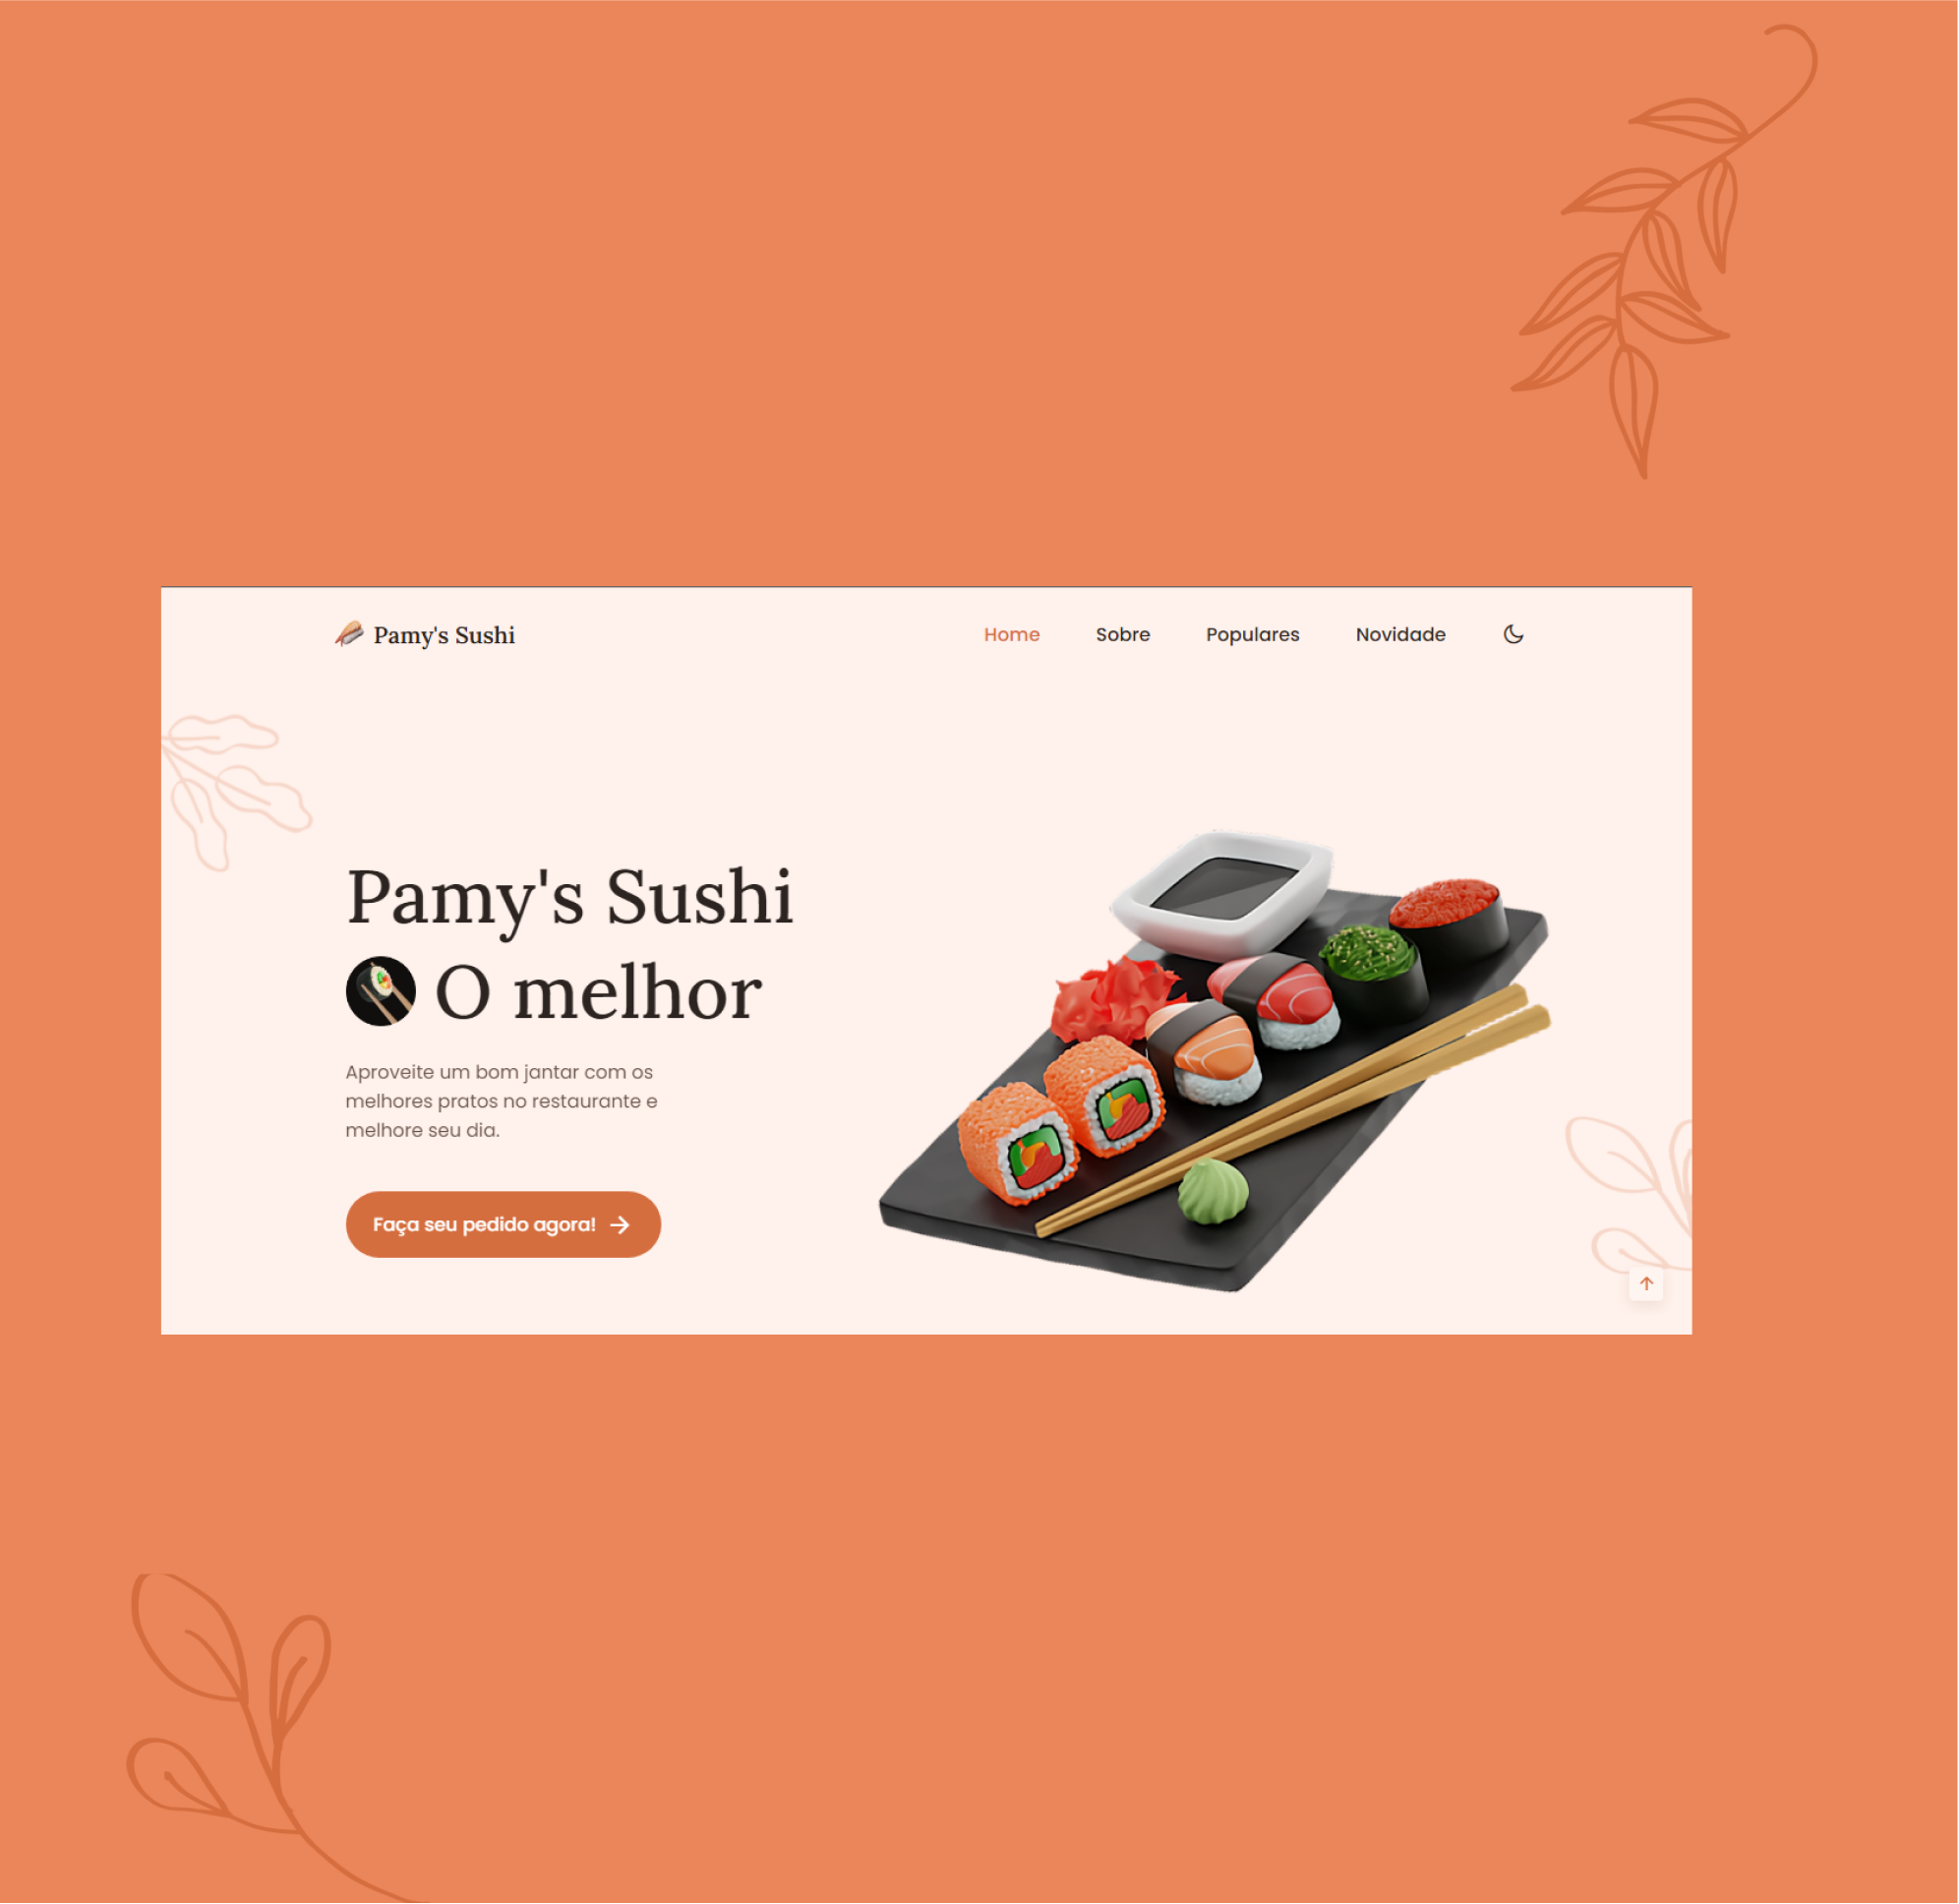 Pamy's Sushi
Home Sobre Populares Novidade
Pamy's Sushi
O melhor
Aproveite um bom jantar com os
melhores pratos no restaurante e
melhore seu dia.
Faça seu pedido agora!